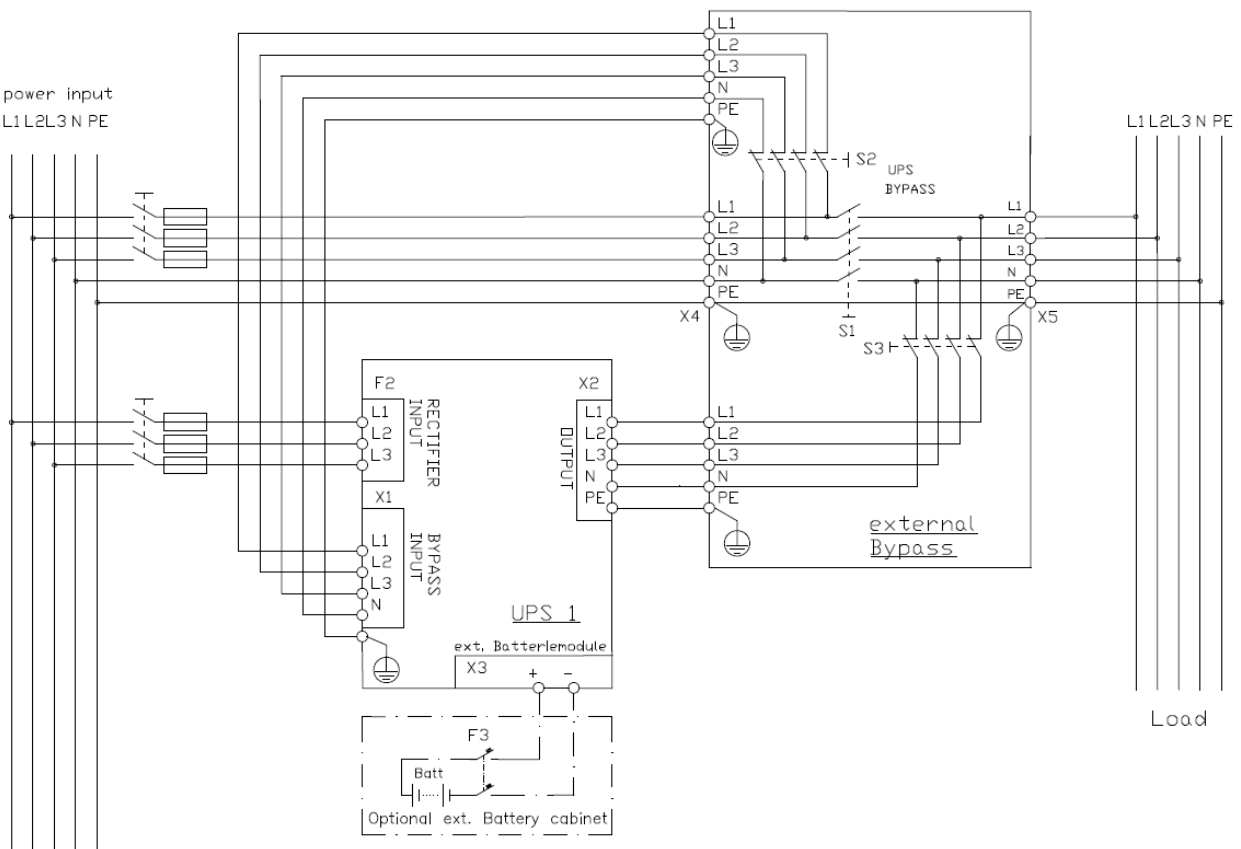 power input
L1 L2 L3 N PE
L1
L2
L3
N
PE
S2
UPS
BYPASS
L1 L2 L3 N PE
L1
L2
L3
N
PE
X4
S1
L1
L2
L3
N
PE
X5
S3
F2
L1
L2
L3
RECTIFIER
INPUT
X1
L1
L2
L3
N
BYPASS
INPUT
X2
L1
L2
L3
N
PE
OUTPUT
L1
L2
L3
N
PE
external
Bypass
UPS 1
ext. Batteriemodule
X3
+ -
F3
Batt
Optional ext. Battery cabinet
Load